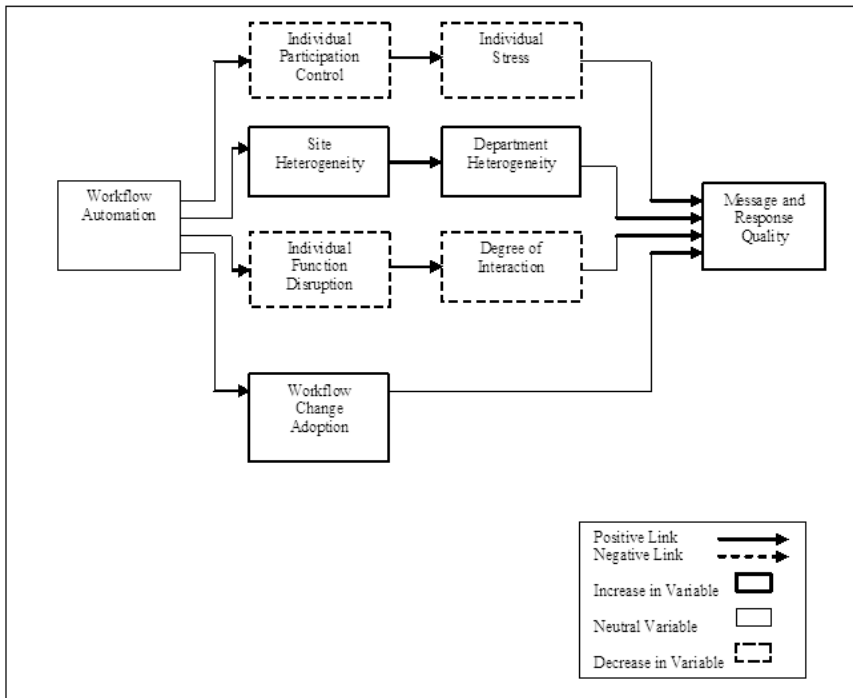 Individual
Participation
Control
Individual
Stress
Site
Heterogeneity
Department
Heterogeneity
Workflow
Automation
Message and
Response
Quality
Individual
Function
Disruption
Degree of
Interaction
Workflow
Change
Adoption
Positive Link
Negative Link
Increase in Variable
Neutral Variable
Decrease in Variable